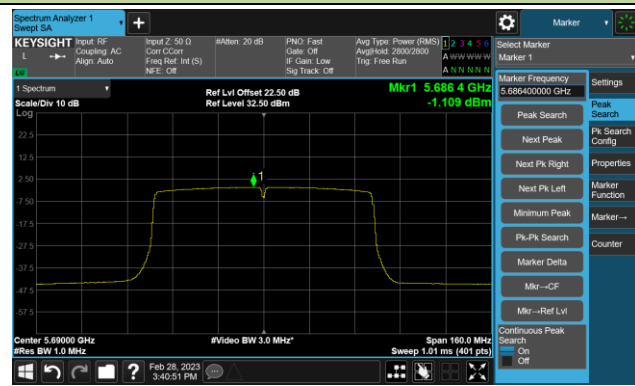 Spectrum Analyzer 1
Swept SA
+
Marker
KEYSIGHT
L
LV
Input: RF
Coupling: AC
Align: Auto
Input Z: 50 Ω
Corr CCorr
Freq Ref: Int (S)
NFE: Off
#Atten: 20 dB
PNO: Fast
Gate: Off
IF Gain: Low
Sig Track: Off
Avg Type: Power (RMS)
Avg|Hold: 2800/2800
Trig: Free Run
1 2 3 4 5 6
A W W W W W
A N N N N N
Select Marker
Marker 1
1 Spectrum
Scale/Div 10 dB
Log
Ref Lvl Offset 22.50 dB
Ref Level 32.50 dBm
Mkr1 5.686 4 GHz
-1.109 dBm
22.5
12.5
2.50
-7.50
-17.5
-27.5
-37.5
-47.5
-57.5
1
Center 5.69000 GHz
#Res BW 1.0 MHz
#Video BW 3.0 MHz*
Span 160.0 MHz
Sweep 1.01 ms (401 pts)
Marker Frequency
5.686400000 GHz
Peak Search
Next Peak
Next Pk Right
Next Pk Left
Minimum Peak
Pk-Pk Search
Marker Delta
Mkr→CF
Mkr→Ref Lvl
Continuous Peak
Search
On
Off
Settings
Peak
Search
Pk Search
Config
Properties
Marker
Function
Marker→
Counter
?
Feb 28, 2023
3:40:51 PM